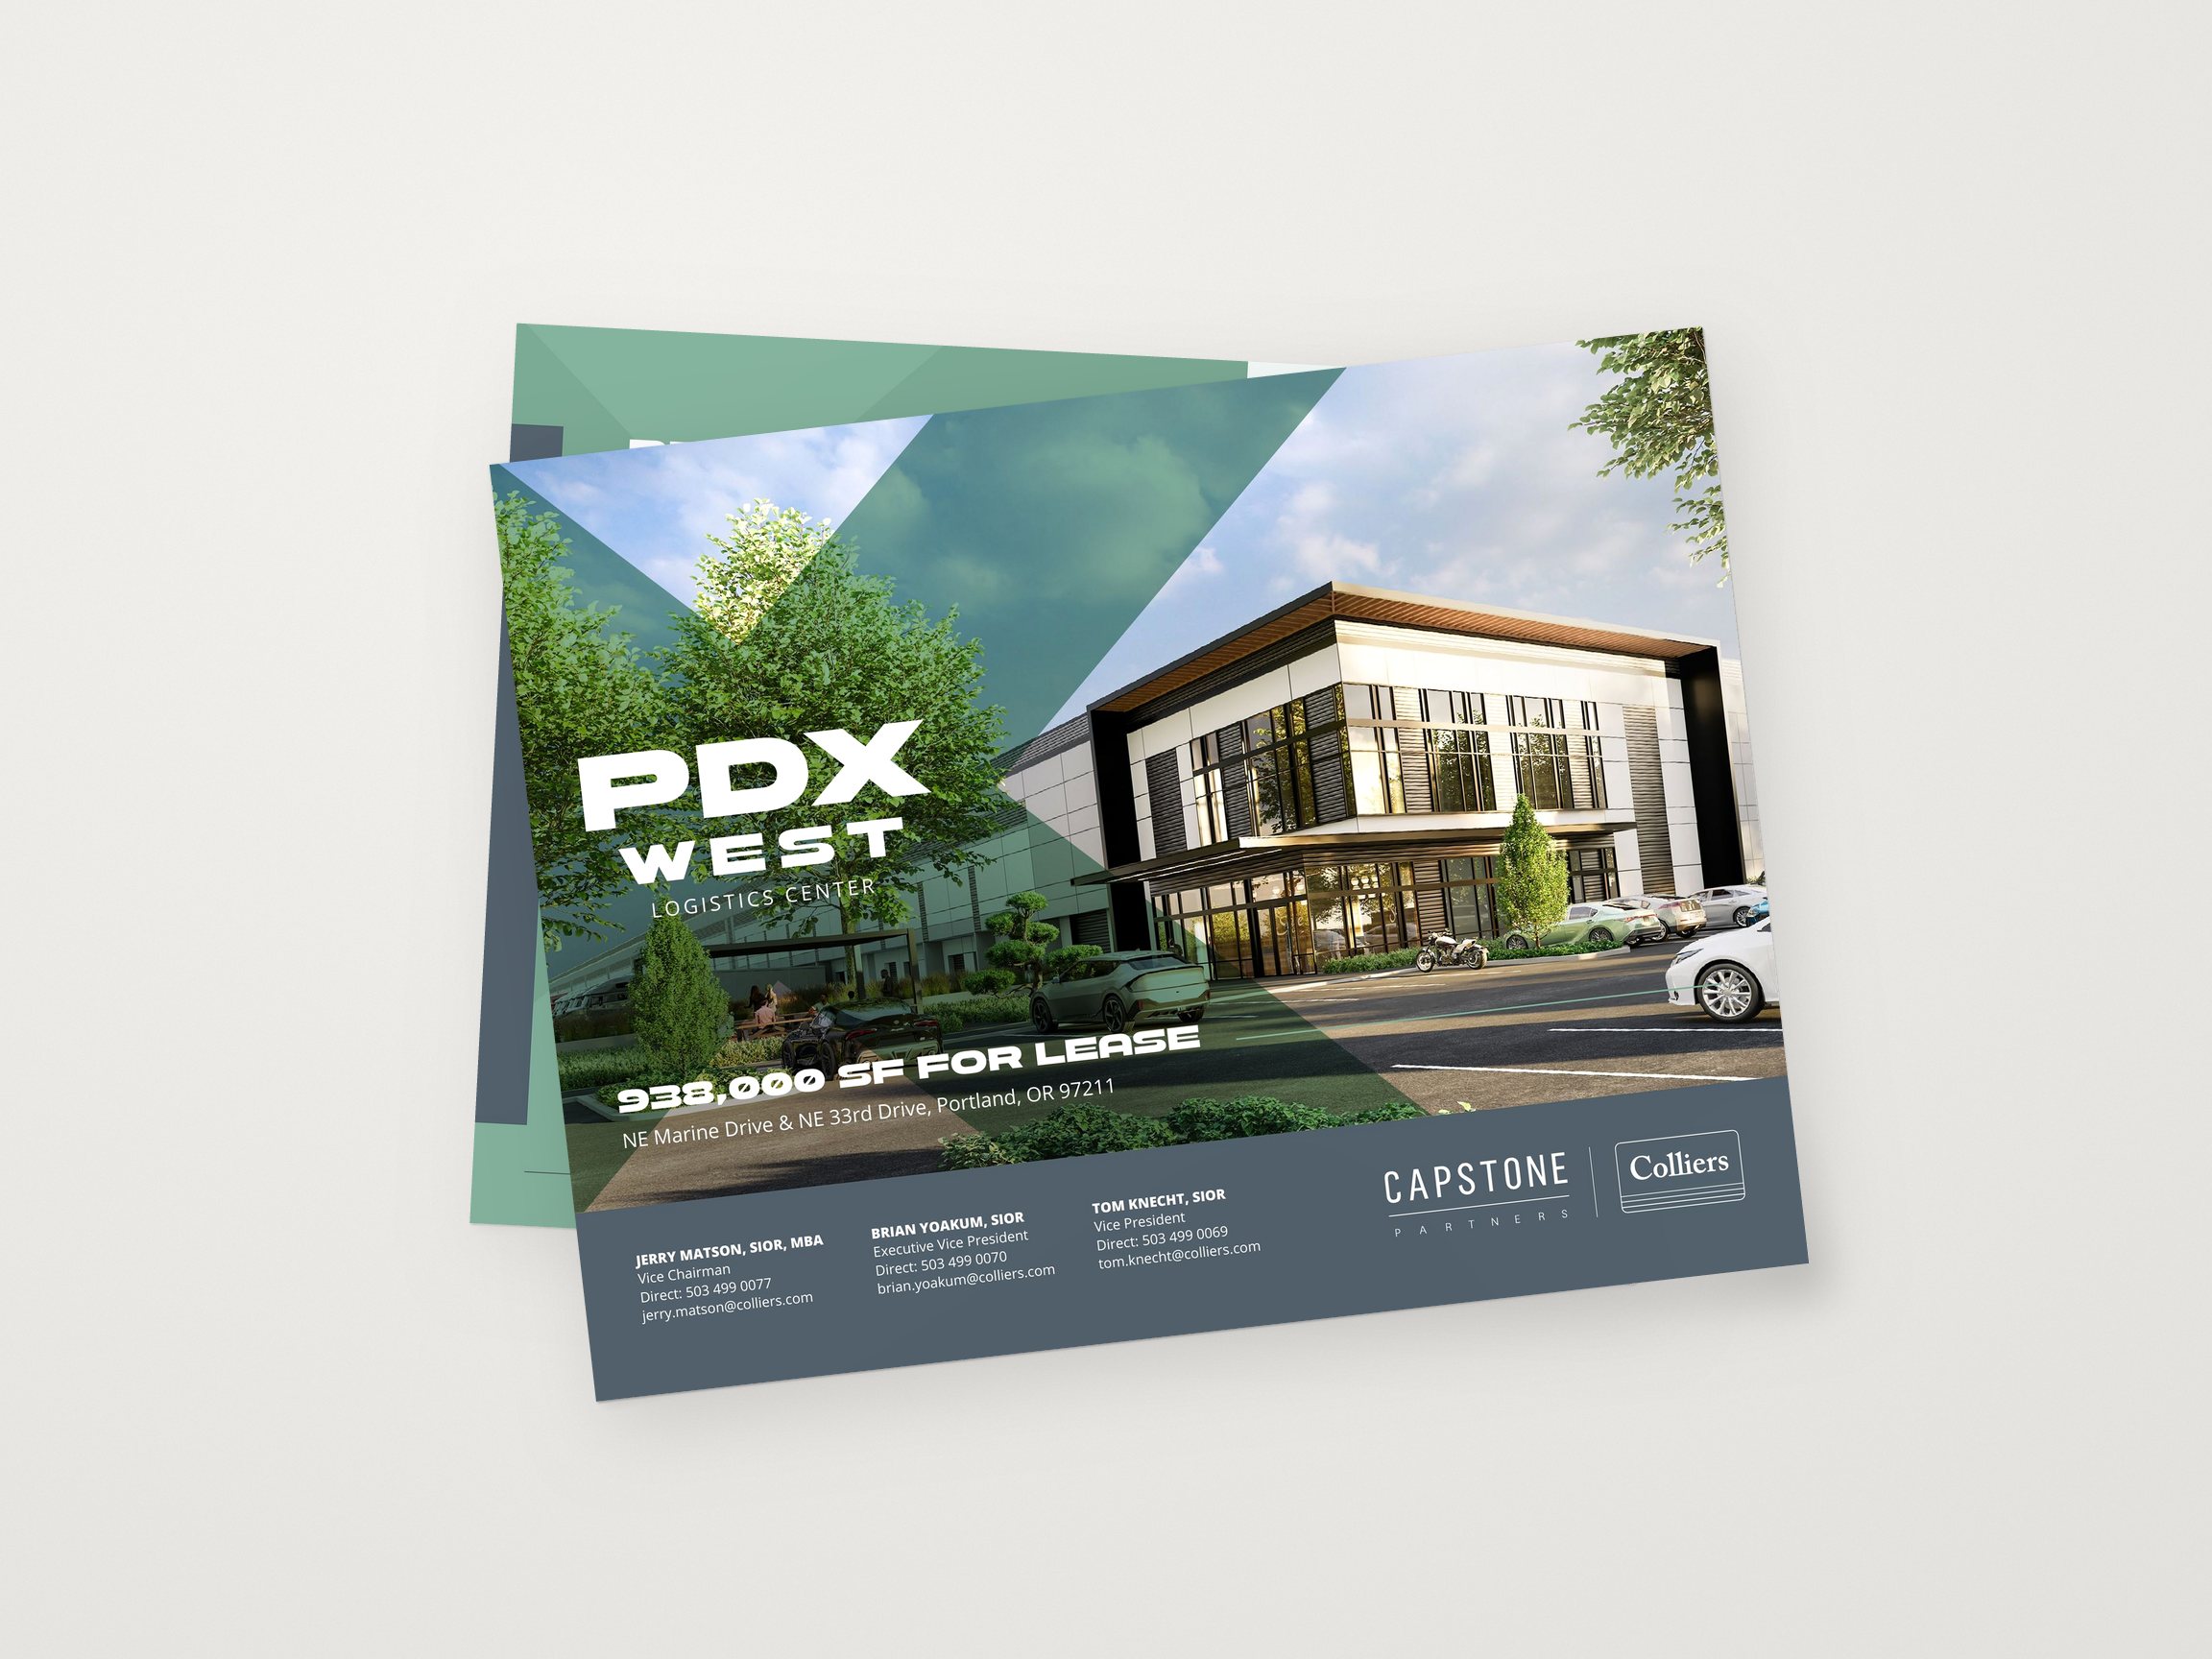 PDX
WEST
LOGISTICS CENTER
938,000 SF FOR LEASE
NE Marine Drive & NE 33rd Drive, Portland, OR 97211
JERRY MATSON, SIOR, MBA
Vice Chairman
Direct: 503 499 0077
jerry.matson@colliers.com
BRIAN YOAKUM, SIOR
Executive Vice President
Direct: 503 499 0070
brian.yoakum@colliers.com
TOM KNECHT, SIOR
Vice President
Direct: 503 499 0069
tom.knecht@colliers.com
CAPSTONE
PARTNERS
Colliers